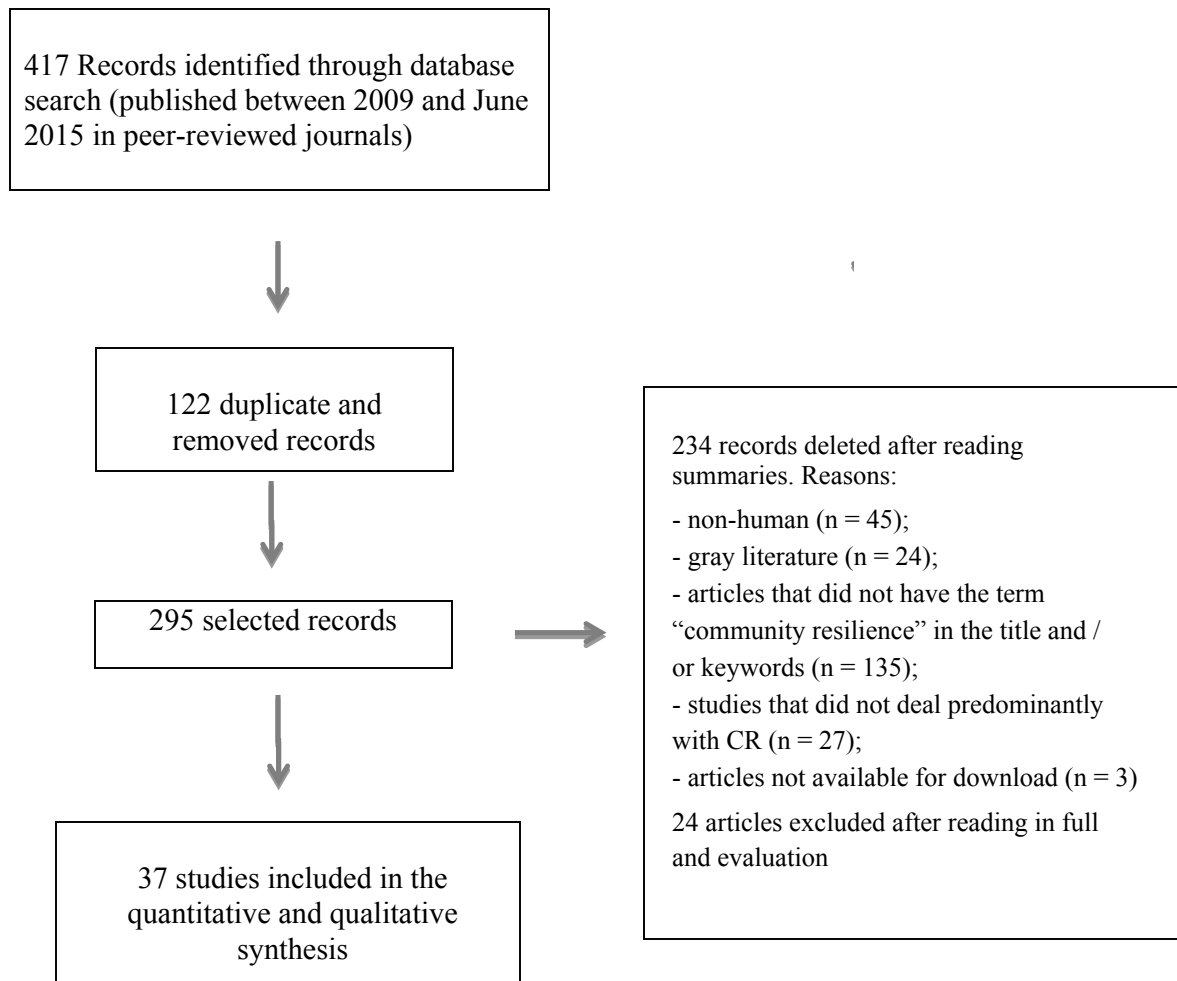 417 Records identified through database
search (published between 2009 and June
2015 in peer-reviewed journals)
122 duplicate and
removed records
295 selected records
234 records deleted after reading
summaries. Reasons:
- non-human (n = 45);
- gray literature (n = 24);
- articles that did not have the term
“community resilience” in the title and /
or keywords (n = 135);
- studies that did not deal predominantly
with CR (n = 27);
- articles not available for download (n = 3)
24 articles excluded after reading in full
and evaluation
37 studies included in the
quantitative and qualitative
synthesis